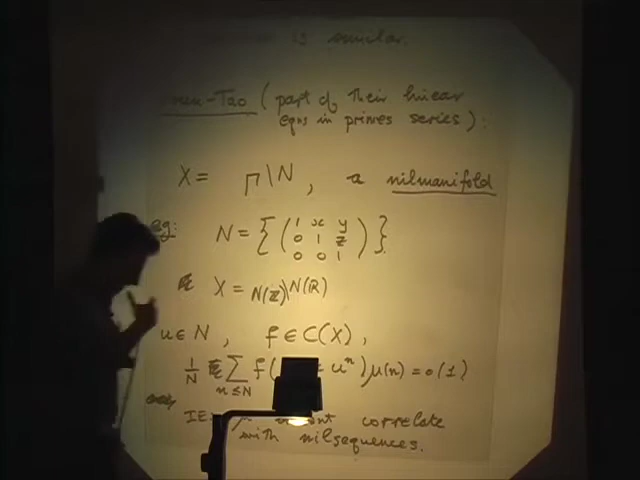 is similar.
-Tao (part of their linear
eqns in primes series):
X = Γ\N, a nilmanifold
eg: N = {( 1 x y
0 1 z
0 0 1 )}
X = N(Z)\N(R)
u ∈ N, f ∈ C(X),
1/N ∑ n≤N f( u^n) μ(n) = o(1)
IE correlate
with nilsequences.